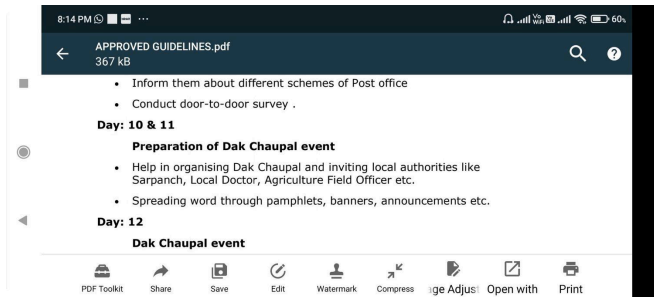 8:14 PM ...
Vo WiFi 60%
APPROVED GUIDELINES.pdf
367 kB
• Inform them about different schemes of Post office
• Conduct door-to-door survey .
Day: 10 & 11
Preparation of Dak Chaupal event
• Help in organising Dak Chaupal and inviting local authorities like
Sarpanch, Local Doctor, Agriculture Field Officer etc.
• Spreading word through pamphlets, banners, announcements etc.
Day: 12
Dak Chaupal event
PDF Toolkit Share Save Edit Watermark Compress ge Adjust Open with Print